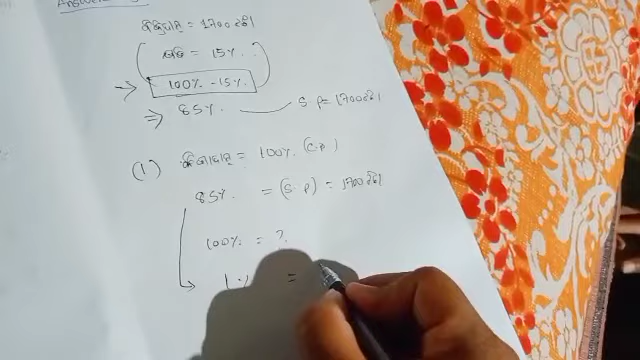 ବିକ୍ରିଦାମ୍ = 1700 ଟଙ୍କା
କ୍ଷତି = 15%.
→ 100% - 15%.
⇒ 85%. S.P = 1700 ଟଙ୍କା
(1) କିଣାଦାମ୍ = 100%. (C.P)
85%. = (S.P) = 1700 ଟଙ୍କା
100% = ?
1% =